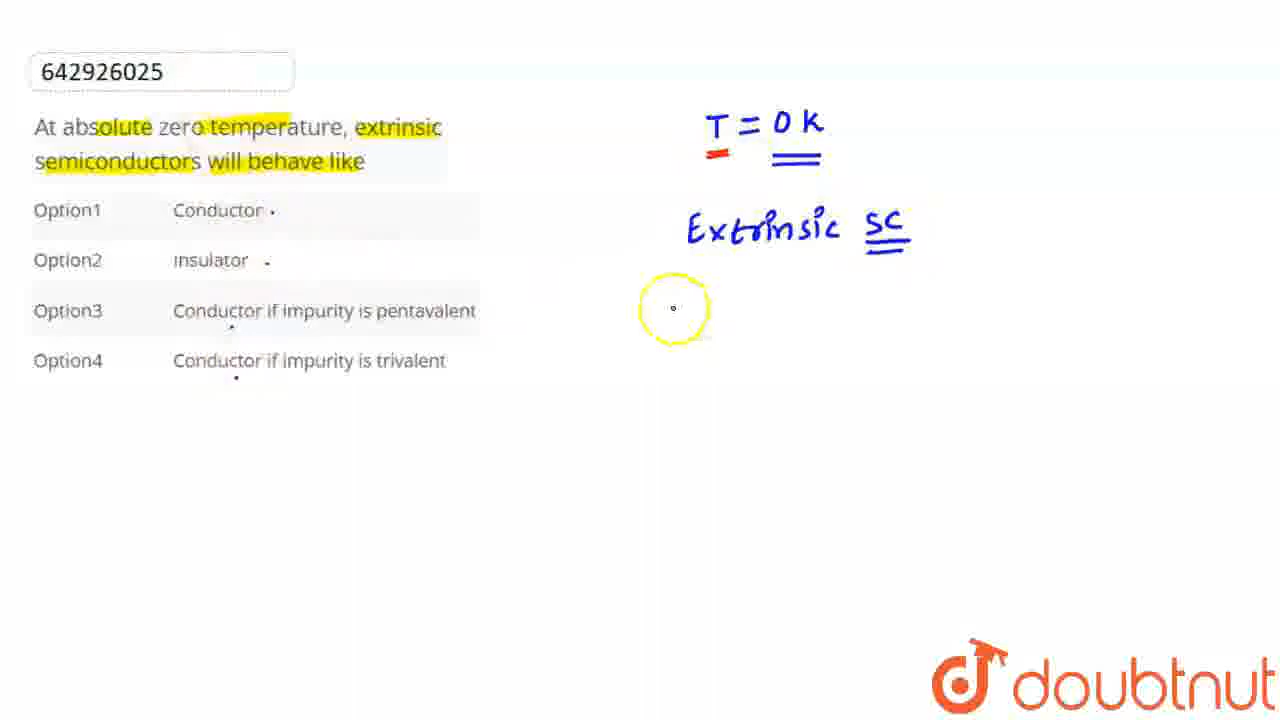 642926025
At absolute zero temperature, extrinsic
semiconductors will behave like
Option1 Conductor
Option2 insulator
Option3 Conductor if impurity is pentavalent
Option4 Conductor if impurity is trivalent
T = 0 K
Extrinsic SC
doubtnut